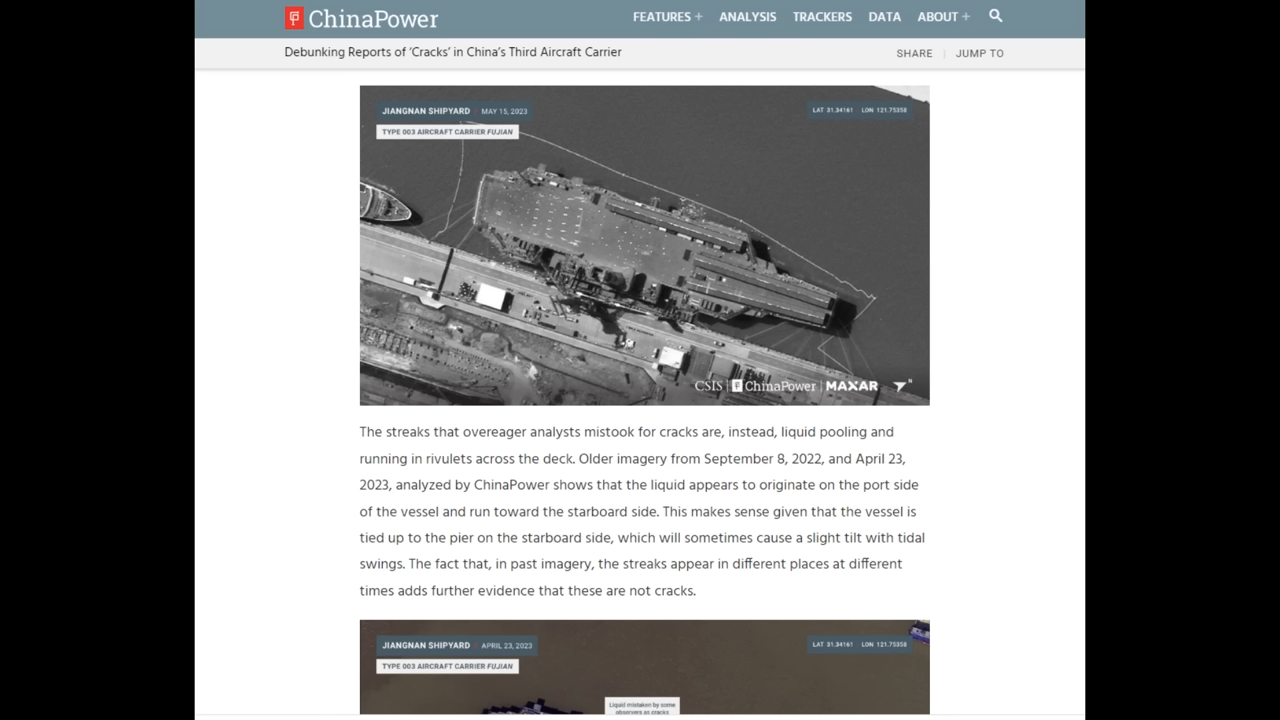 ChinaPower
FEATURES + ANALYSIS TRACKERS DATA ABOUT +
Debunking Reports of ‘Cracks’ in China’s Third Aircraft Carrier
SHARE | JUMP TO
JIANGNAN SHIPYARD MAY 15, 2023
LAT 31.34161 LON 121.75358
TYPE 003 AIRCRAFT CARRIER FUJIAN
CSIS | ChinaPower | MAXAR
N
The streaks that overeager analysts mistook for cracks are, instead, liquid pooling and
running in rivulets across the deck. Older imagery from September 8, 2022, and April 23,
2023, analyzed by ChinaPower shows that the liquid appears to originate on the port side
of the vessel and run toward the starboard side. This makes sense given that the vessel is
tied up to the pier on the starboard side, which will sometimes cause a slight tilt with tidal
swings. The fact that, in past imagery, the streaks appear in different places at different
times adds further evidence that these are not cracks.
JIANGNAN SHIPYARD APRIL 23, 2023
LAT 31.34161 LON 121.75358
TYPE 003 AIRCRAFT CARRIER FUJIAN
Liquid mistaken by some
observers as cracks